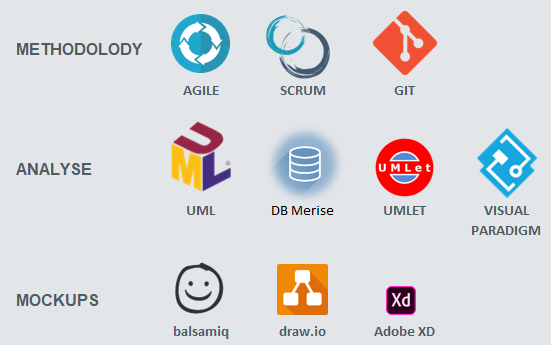 METHODOLODY
AGILE
SCRUM
GIT
ANALYSE
UML
UMLet
UML
DB Merise
UMLET
VISUAL
PARADIGM
MOCKUPS
Xd
balsamiq
draw.io
Adobe XD